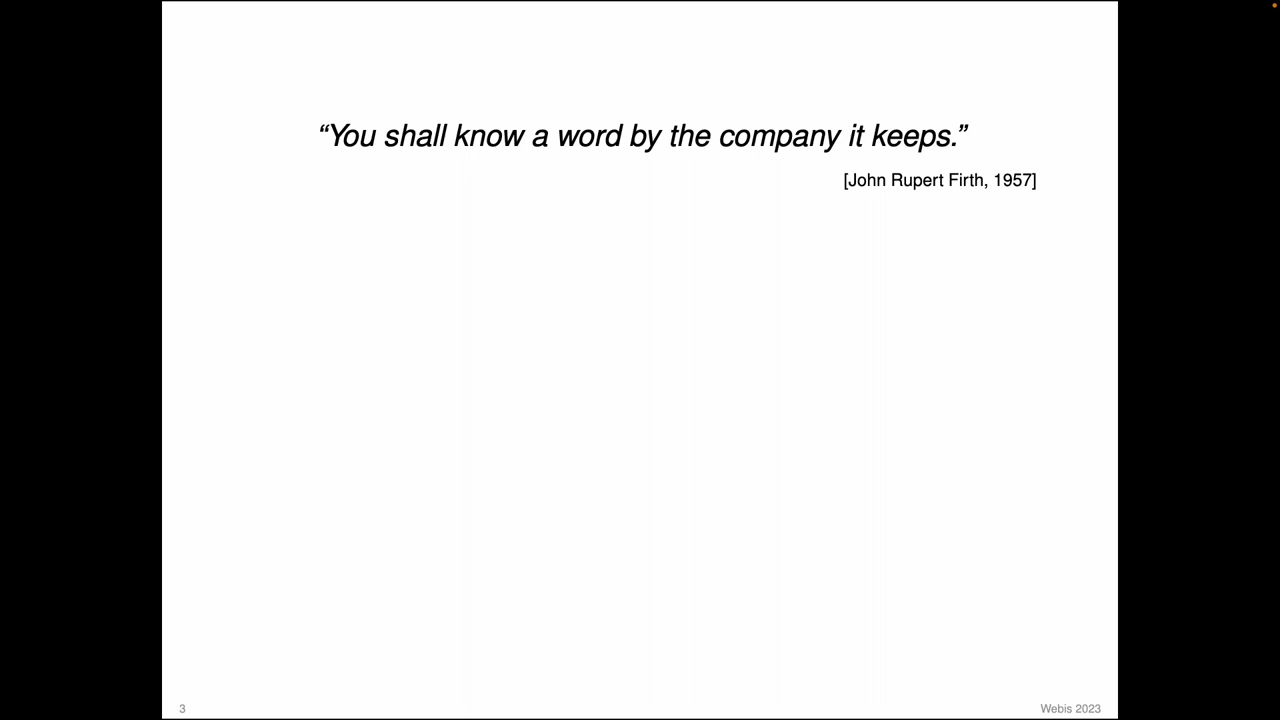 “You shall know a word by the company it keeps.”
[John Rupert Firth, 1957]
3
Webis 2023